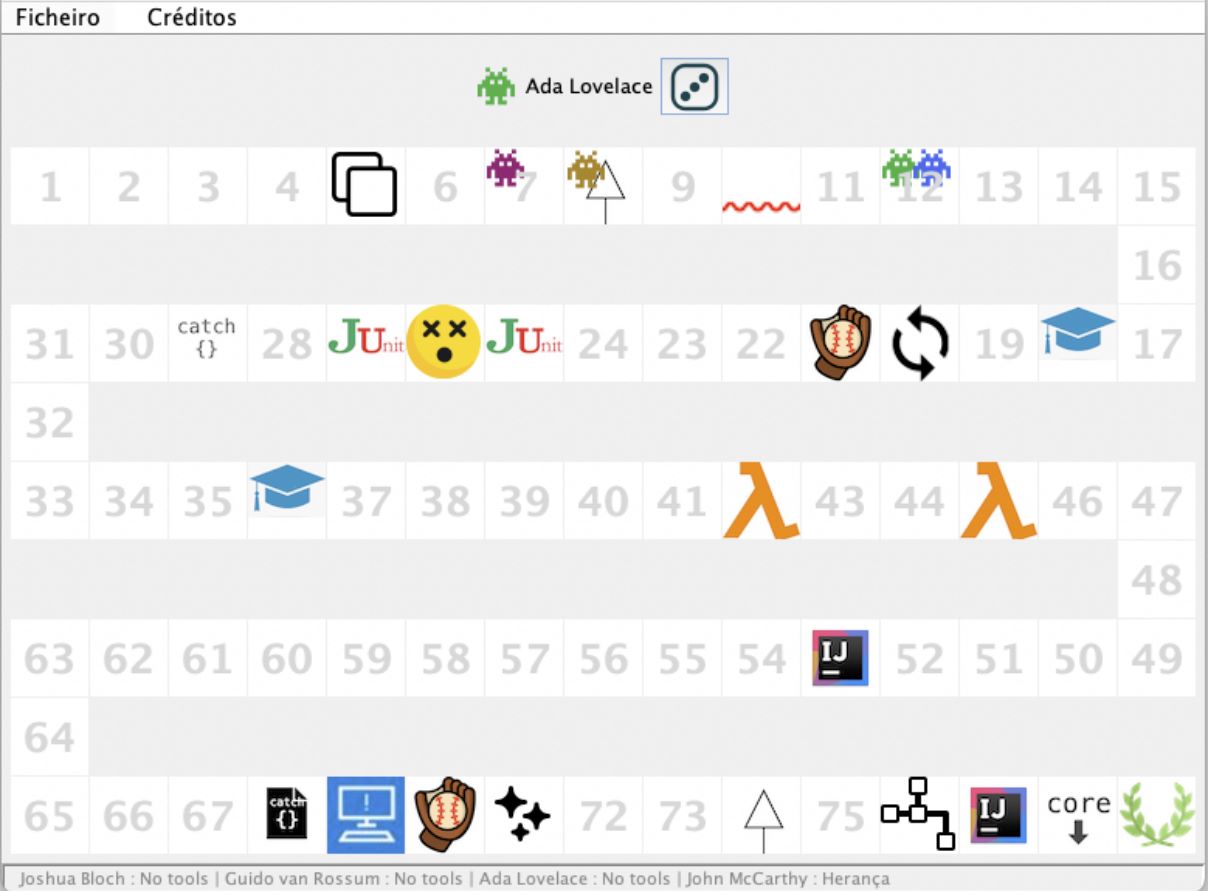 Ficheiro Créditos
Ada Lovelace
1 2 3 4 6 7 9 11 12 13 14 15
16
31 30 catch {} 28 JUnit JUnit 24 23 22 19 17
32
33 34 35 37 38 39 40 41 λ 43 44 λ 46 47
48
63 62 61 60 59 58 57 56 55 54 IJ 52 51 50 49
64
65 66 67 catch {} ! 72 73 75 IJ core
Joshua Bloch : No tools | Guido van Rossum : No tools | Ada Lovelace : No tools | John McCarthy : Herança